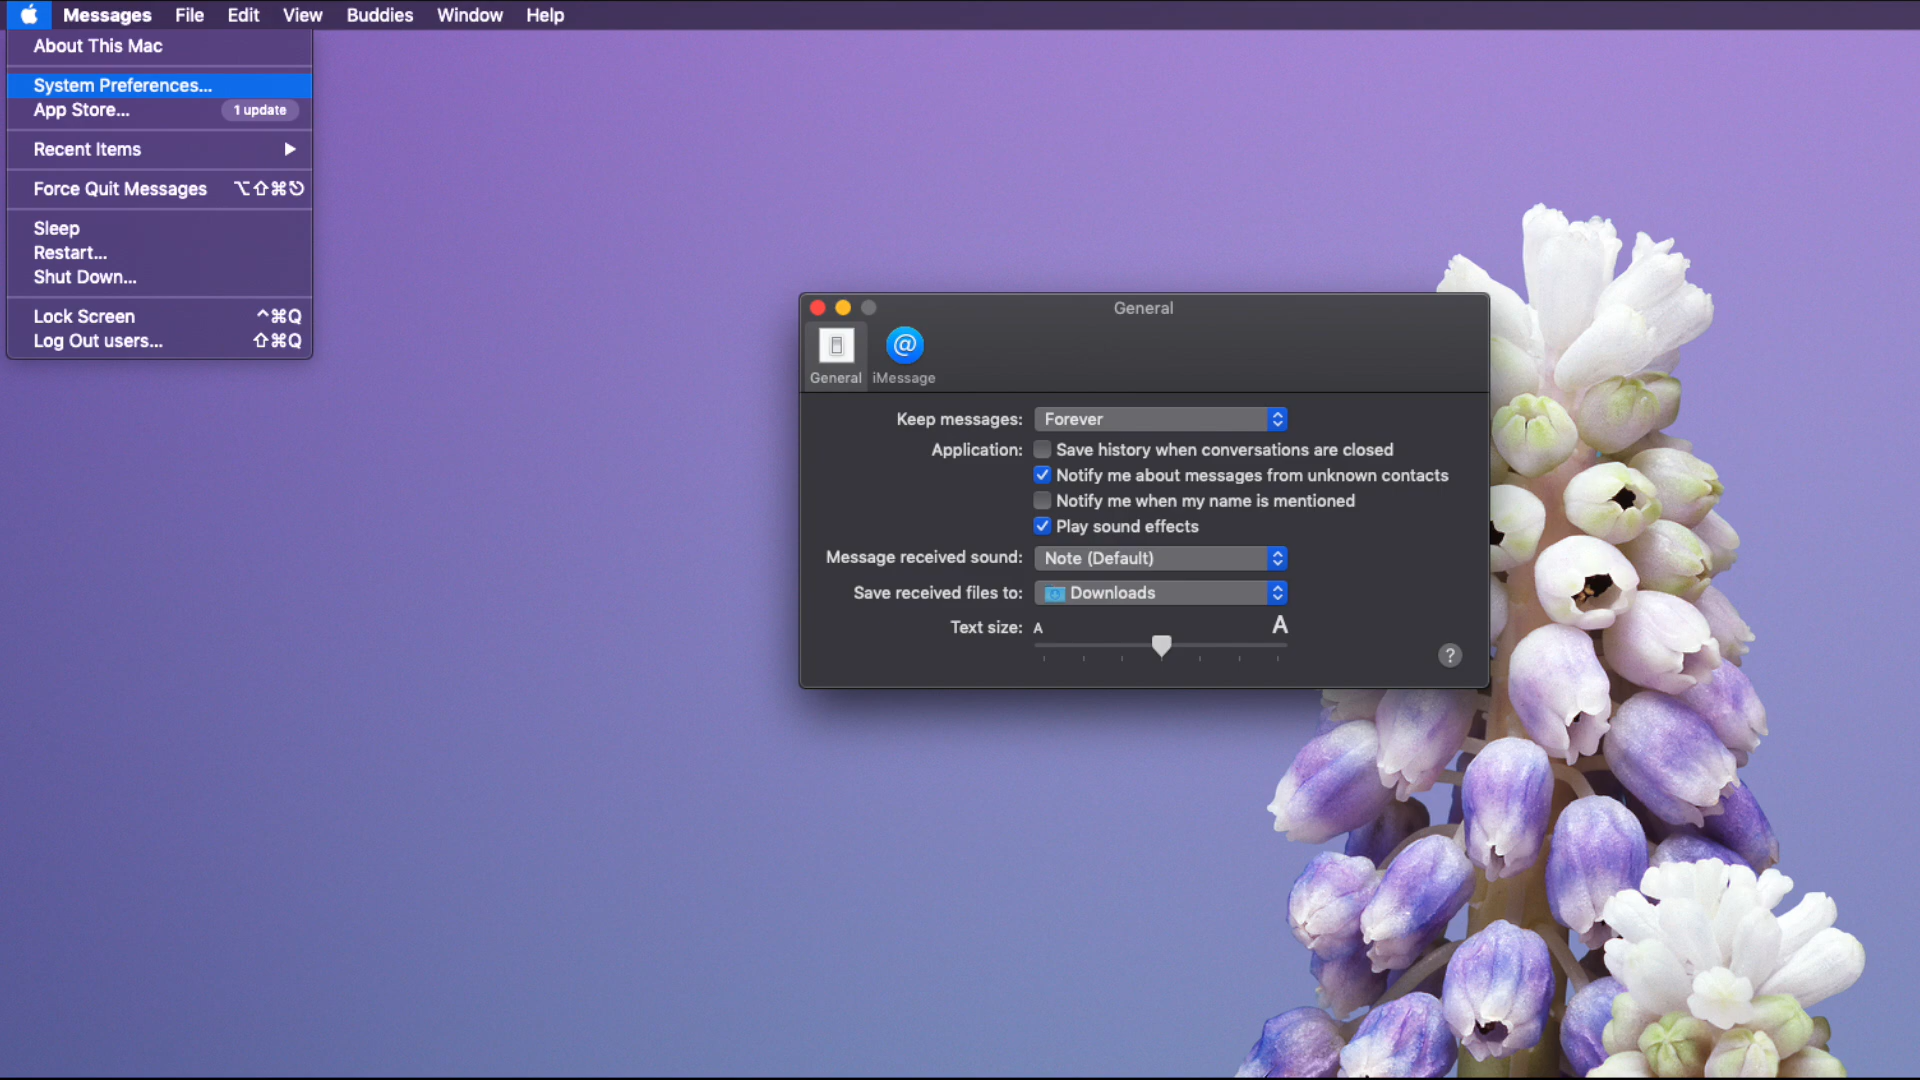 Messages File Edit View Buddies Window Help
About This Mac
System Preferences...
App Store... 1 update
Recent Items
Force Quit Messages ⌥⇧⌘⎋
Sleep
Restart...
Shut Down...
Lock Screen ^⌘Q
Log Out users... ⇧⌘Q
General
General iMessage
Keep messages: Forever
Application: Save history when conversations are closed
Notify me about messages from unknown contacts
Notify me when my name is mentioned
Play sound effects
Message received sound: Note (Default)
Save received files to: Downloads
Text size: A A
?